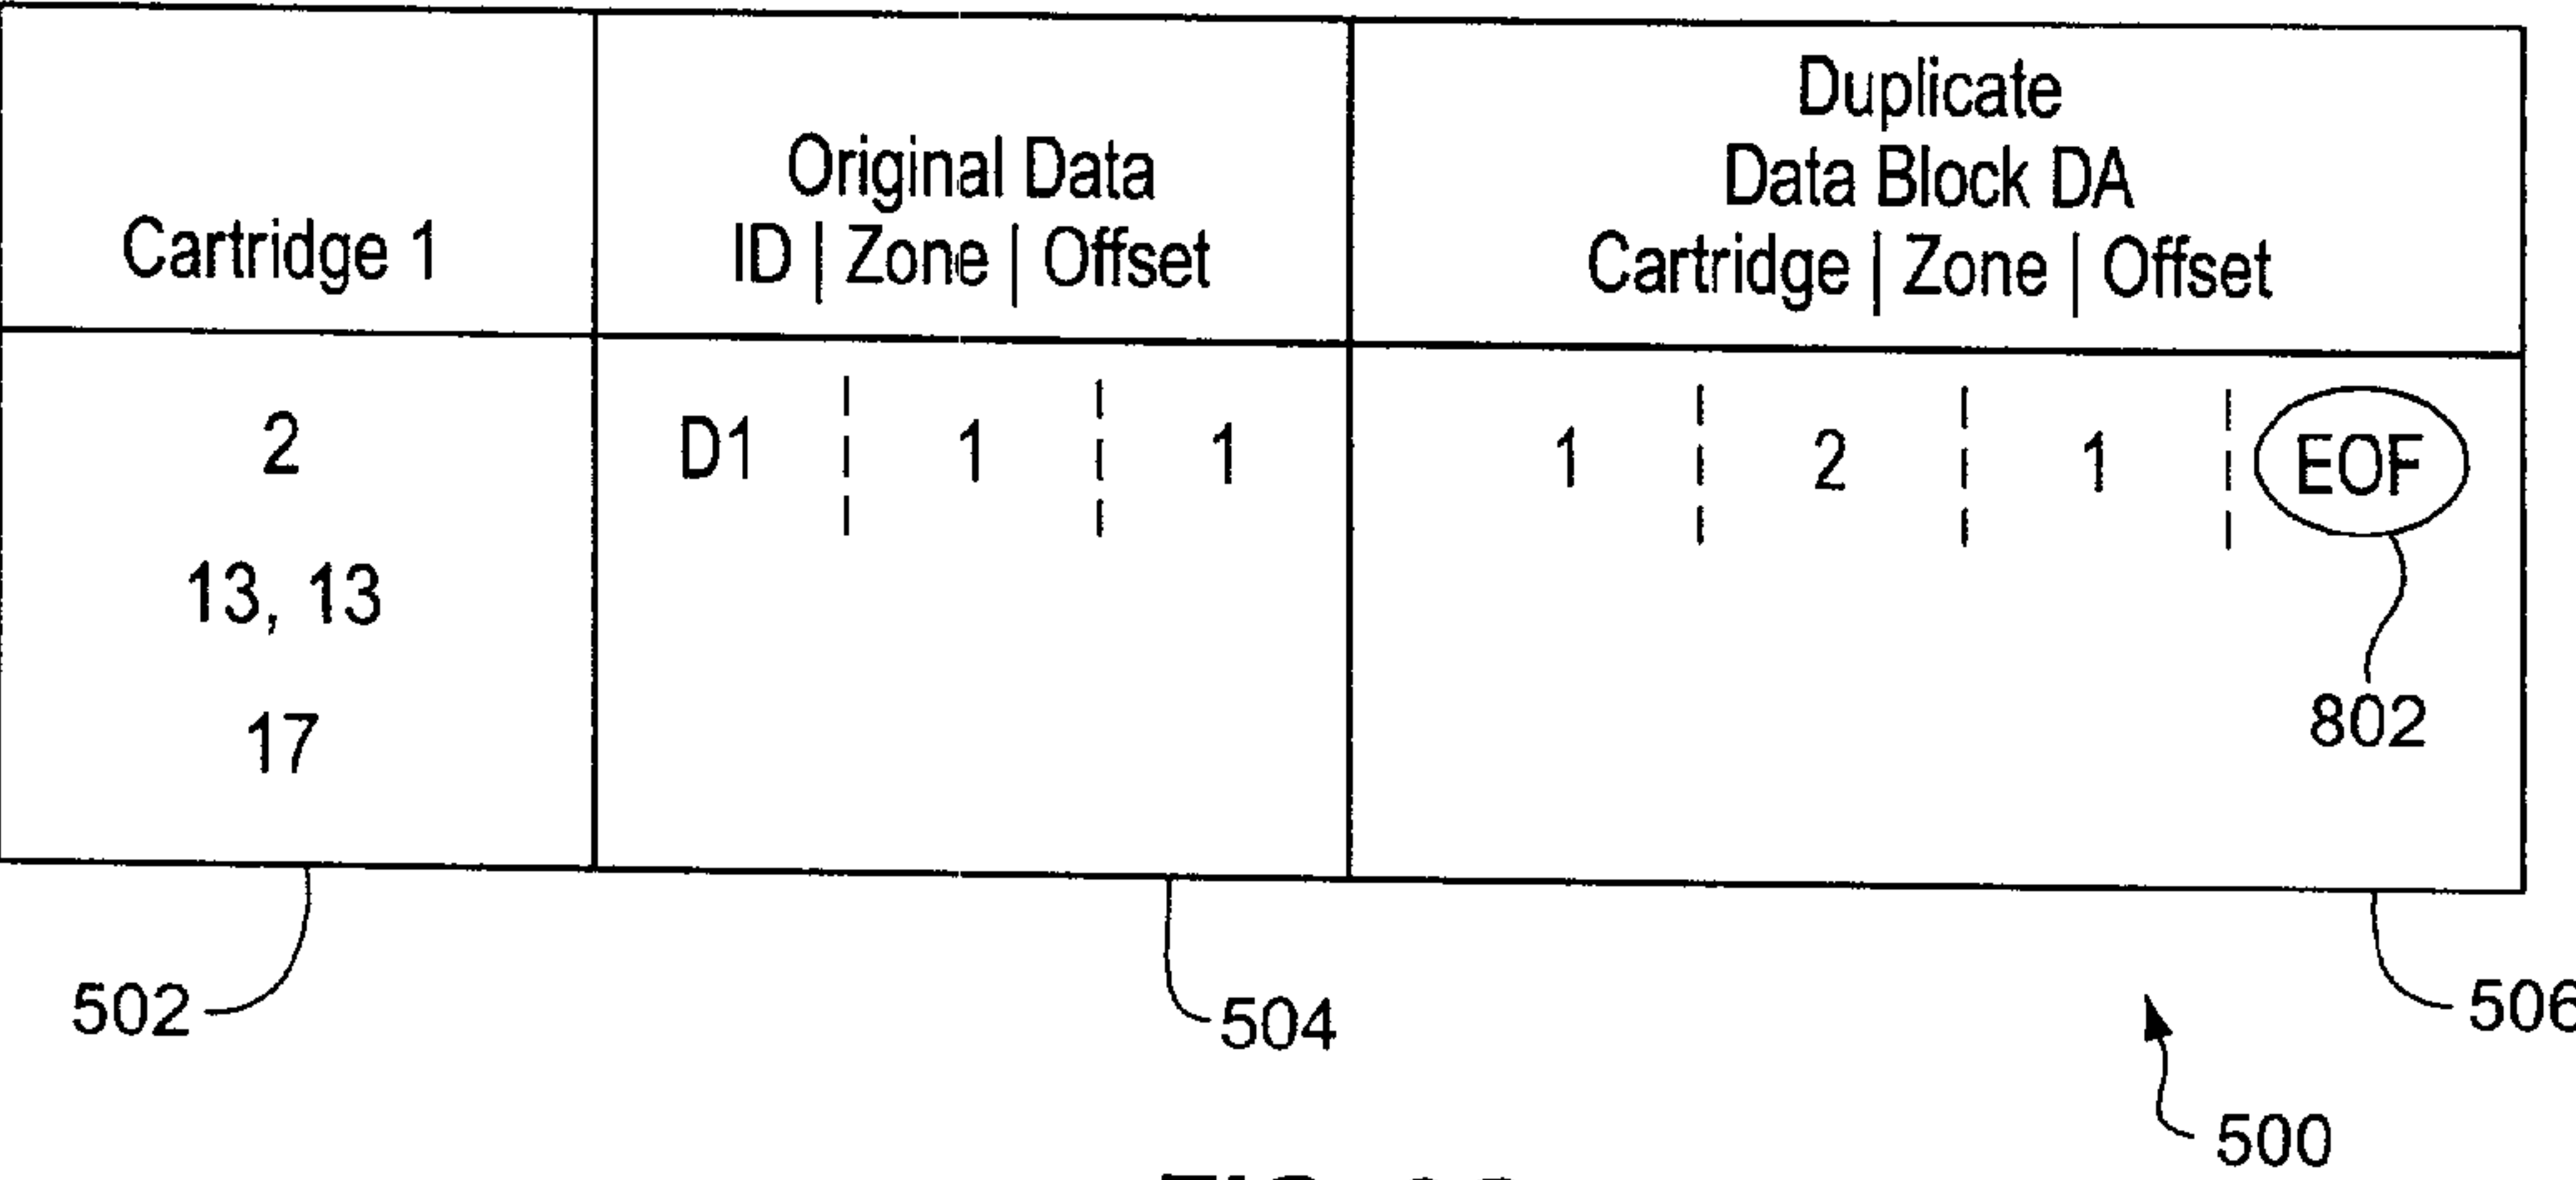 Cartridge 1
Original Data
ID | Zone | Offset
Duplicate
Data Block DA
Cartridge | Zone | Offset
2
D1 | 1 | 1
1 | 2 | 1 | EOF
13, 13
17
802
502
504
506
500